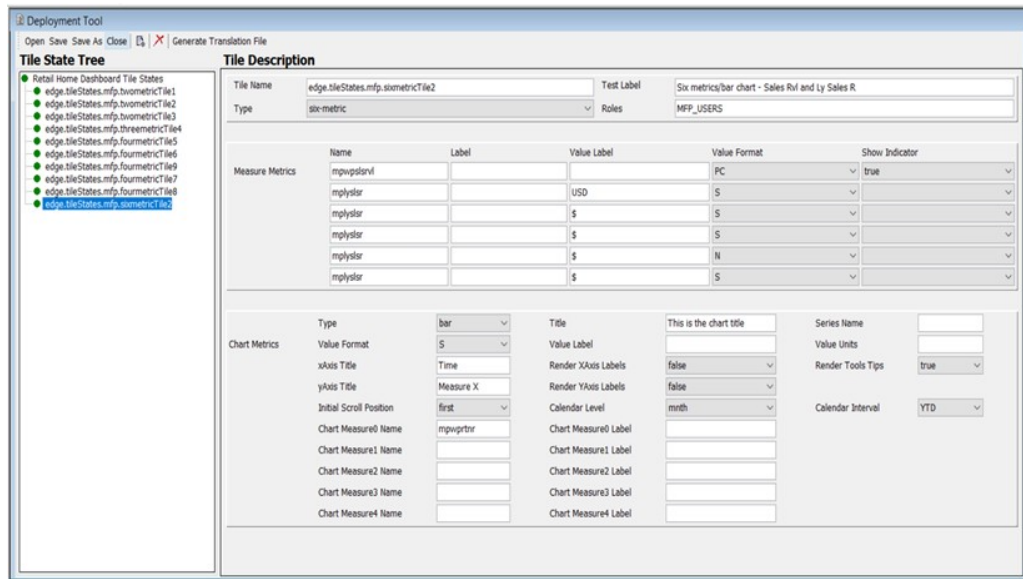 Deployment Tool
Open Save Save As Close Generate Translation File
Tile State Tree
Retail Home Dashboard Tile States
edge.tileStates.mfp.twometricTile1
edge.tileStates.mfp.twometricTile2
edge.tileStates.mfp.twometricTile3
edge.tileStates.mfp.threemetricTile4
edge.tileStates.mfp.fourmetricTile5
edge.tileStates.mfp.fourmetricTile6
edge.tileStates.mfp.fourmetricTile9
edge.tileStates.mfp.fourmetricTile7
edge.tileStates.mfp.fourmetricTile8
edge.tileStates.mfp.sixmetricTile2
Tile Description
Tile Name edge.tileStates.mfp.sixmetricTile2 Test Label Six metrics/bar chart - Sales Rvl and Ly Sales R
Type six-metric Roles MFP_USERS
Name Label Value Label Value Format Show Indicator
Measure Metrics mpwpslsrvl PC true
mplyslsr USD S
mplyslsr $ S
mplyslsr $ S
mplyslsr $ N
mplyslsr $ S
Type bar Title This is the chart title Series Name
Chart Metrics Value Format S Value Label Value Units
xAxis Title Time Render XAxis Labels false Render Tools Tips true
yAxis Title Measure X Render YAxis Labels false
Initial Scroll Position first Calendar Level mnth Calendar Interval YTD
Chart Measure0 Name mpwprtnr Chart Measure0 Label
Chart Measure1 Name Chart Measure1 Label
Chart Measure2 Name Chart Measure2 Label
Chart Measure3 Name Chart Measure3 Label
Chart Measure4 Name Chart Measure4 Label